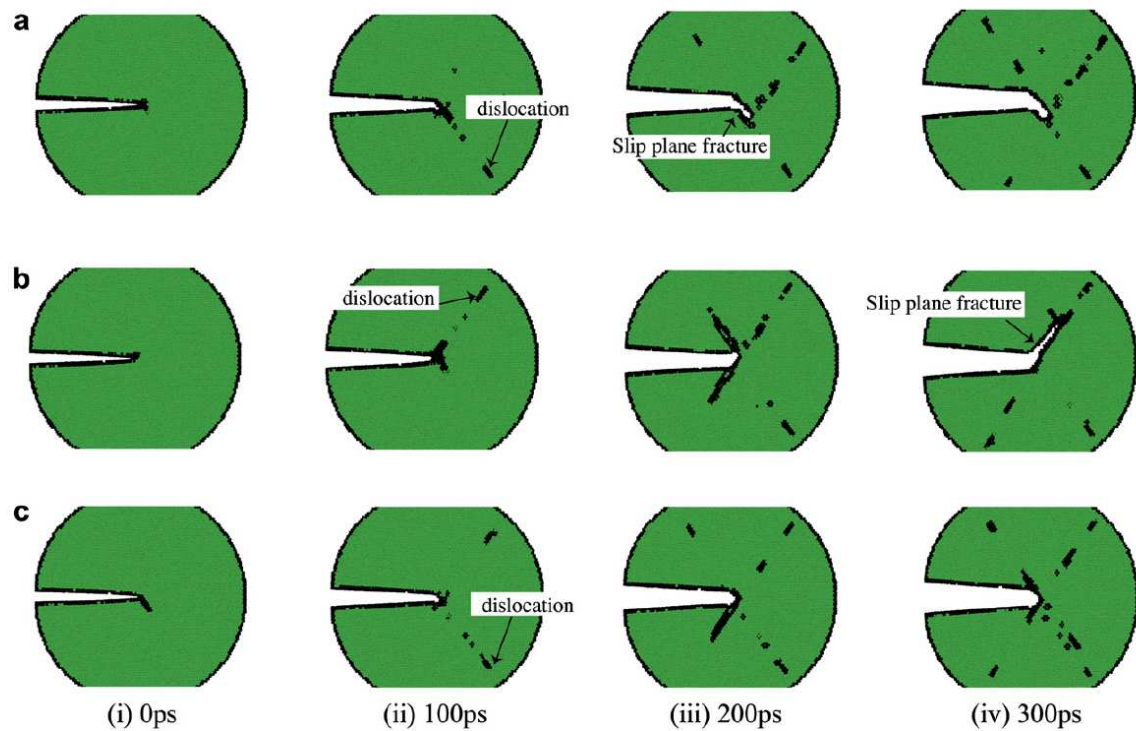 a
dislocation
Slip plane fracture
b
dislocation
Slip plane fracture
c
dislocation
(i) 0ps
(ii) 100ps
(iii) 200ps
(iv) 300ps